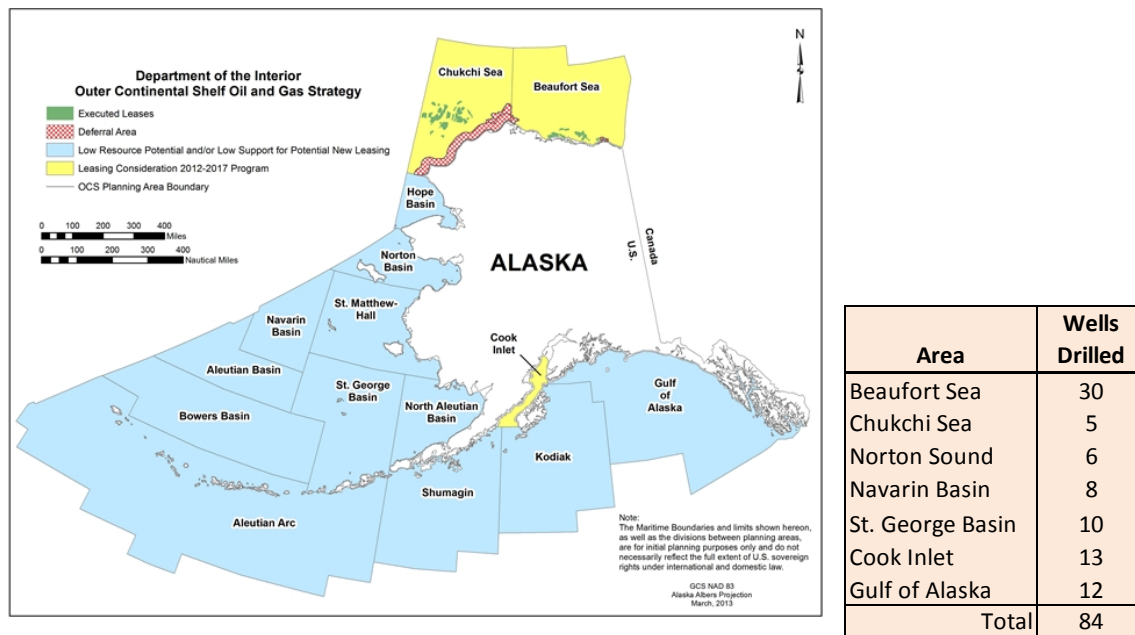 Department of the Interior
Outer Continental Shelf Oil and Gas Strategy
Executed Leases
Deferral Area
Low Resource Potential and/or Low Support for Potential New Leasing
Leasing Consideration 2012-2017 Program
OCS Planning Area Boundary
0 100 200 300 400
Miles
0 100 200 300 400
Nautical Miles
N
Chukchi Sea
Beaufort Sea
Hope
Basin
Norton
Basin
ALASKA
Canada
U.S.
St. Matthew-
Hall
Navarin
Basin
Cook
Inlet
Aleutian Basin
St. George
Basin
North Aleutian
Basin
Gulf
of
Alaska
Bowers Basin
Kodiak
Shumagin
Aleutian Arc
Note:
The Maritime Boundaries and limits shown hereon,
as well as the divisions between planning areas,
are for initial planning purposes only and do not
necessarily reflect the full extent of U.S. sovereign
rights under international and domestic law.
GCS NAD 83
Alaska Albers Projection
March, 2013
Area Wells Drilled
Beaufort Sea 30
Chukchi Sea 5
Norton Sound 6
Navarin Basin 8
St. George Basin 10
Cook Inlet 13
Gulf of Alaska 12
Total 84